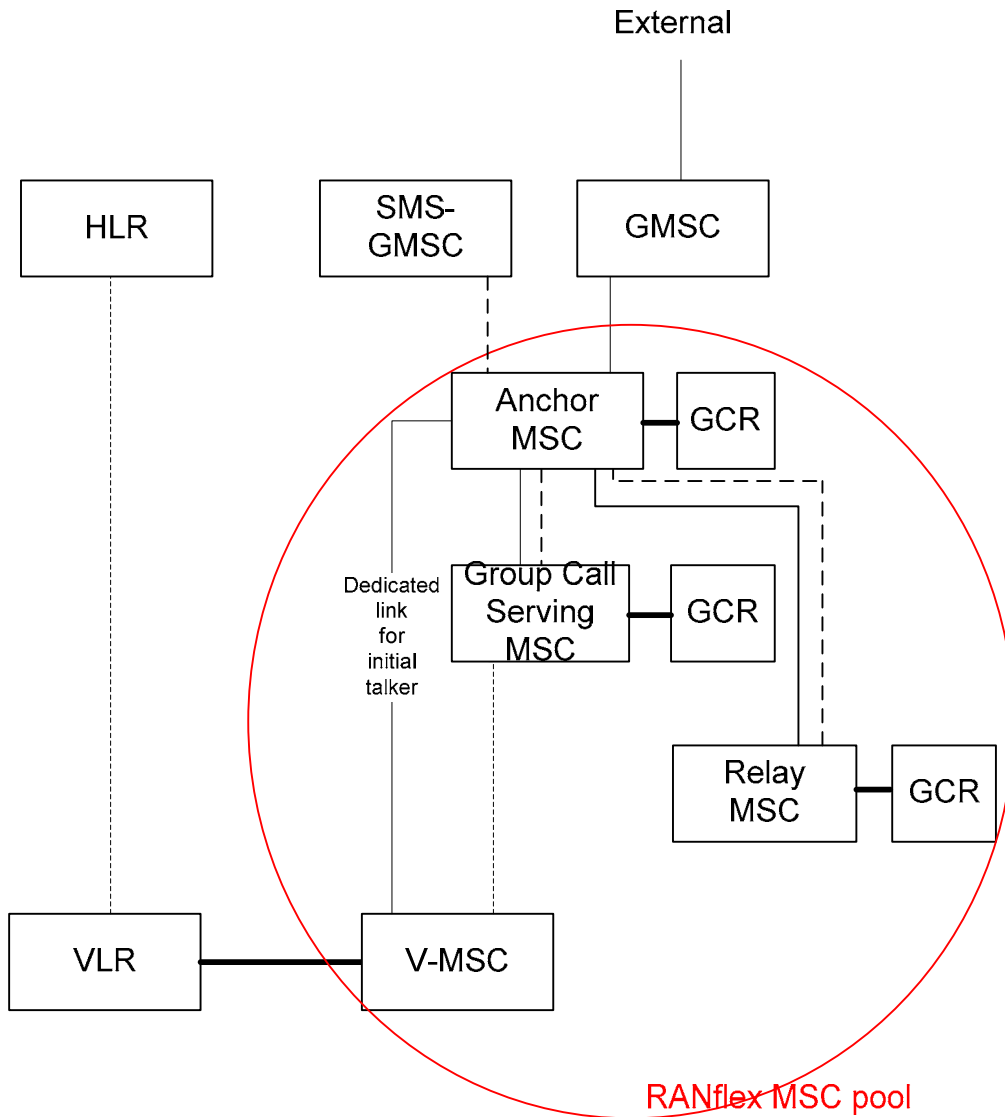 External
HLR
SMS-
GMSC
GMSC
Anchor
MSC
GCR
Dedicated
link
for
initial
talker
Group Call
Serving
MSC
GCR
Relay
MSC
GCR
VLR
V-MSC
RANflex MSC pool